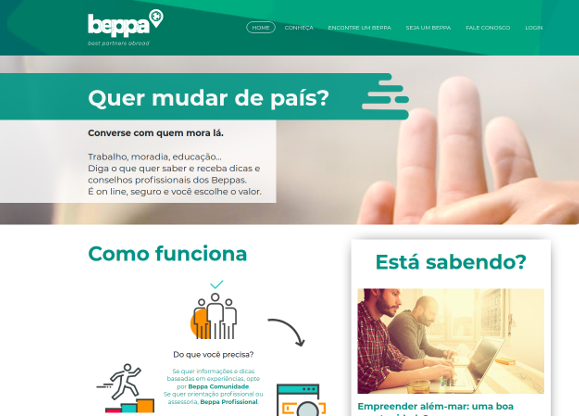 beppa
best partners abroad
HOME CONHEÇA ENCONTRE UM BEPPA SEJA UM BEPPA FALE CONOSCO LOGIN
Quer mudar de país?
Converse com quem mora lá.
Trabalho, moradia, educação...
Diga o que quer saber e receba dicas e
conselhos profissionais dos Beppas.
É on line, seguro e você escolhe o valor.
Como funciona
Do que você precisa?
Se quer informações e dicas
baseadas em experiências, opte
por Beppa Comunidade
Se quer orientação profissional ou
assessoria, Beppa Profissional.
Está sabendo?
Empreender além-mar: uma boa